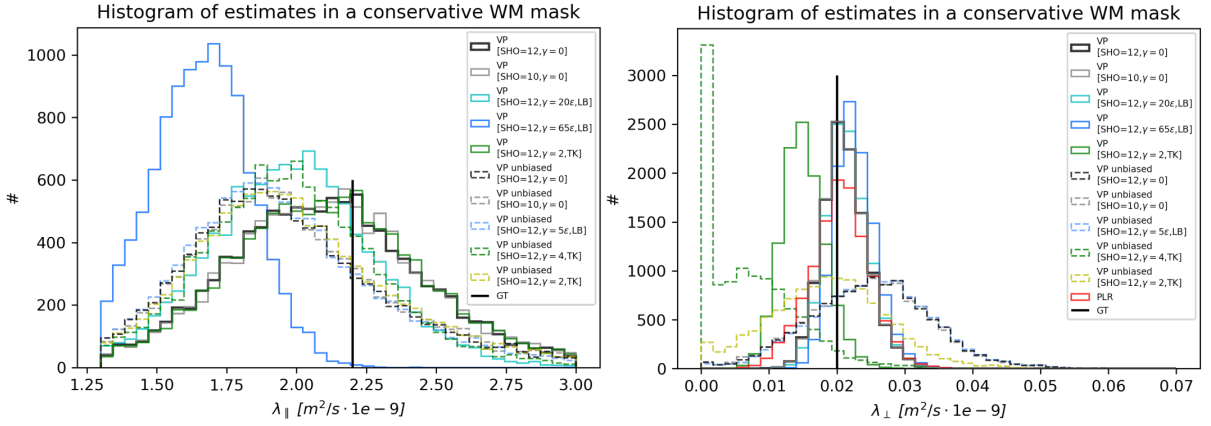 Histogram of estimates in a conservative WM mask
#
1000
800
600
400
200
0
1.25
1.50
1.75
2.00
2.25
2.50
2.75
3.00
λ∥ [m²/s · 1e − 9]
VP
[SHO=12,γ = 0]
VP
[SHO=10,γ = 0]
VP
[SHO=12,γ = 20ε,LB]
VP
[SHO=12,γ = 65ε,LB]
VP
[SHO=12,γ = 2,TK]
VP unbiased
[SHO=12,γ = 0]
VP unbiased
[SHO=10,γ = 0]
VP unbiased
[SHO=12,γ = 5ε,LB]
VP unbiased
[SHO=12,γ = 4,TK]
VP unbiased
[SHO=12,γ = 2,TK]
GT
Histogram of estimates in a conservative WM mask
#
3000
2500
2000
1500
1000
500
0
0.00
0.01
0.02
0.03
0.04
0.05
0.06
0.07
λ⊥ [m²/s · 1e − 9]
VP
[SHO=12,γ = 0]
VP
[SHO=10,γ = 0]
VP
[SHO=12,γ = 20ε,LB]
VP
[SHO=12,γ = 65ε,LB]
VP
[SHO=12,γ = 2,TK]
VP unbiased
[SHO=12,γ = 0]
VP unbiased
[SHO=10,γ = 0]
VP unbiased
[SHO=12,γ = 5ε,LB]
VP unbiased
[SHO=12,γ = 4,TK]
VP unbiased
[SHO=12,γ = 2,TK]
PLR
GT